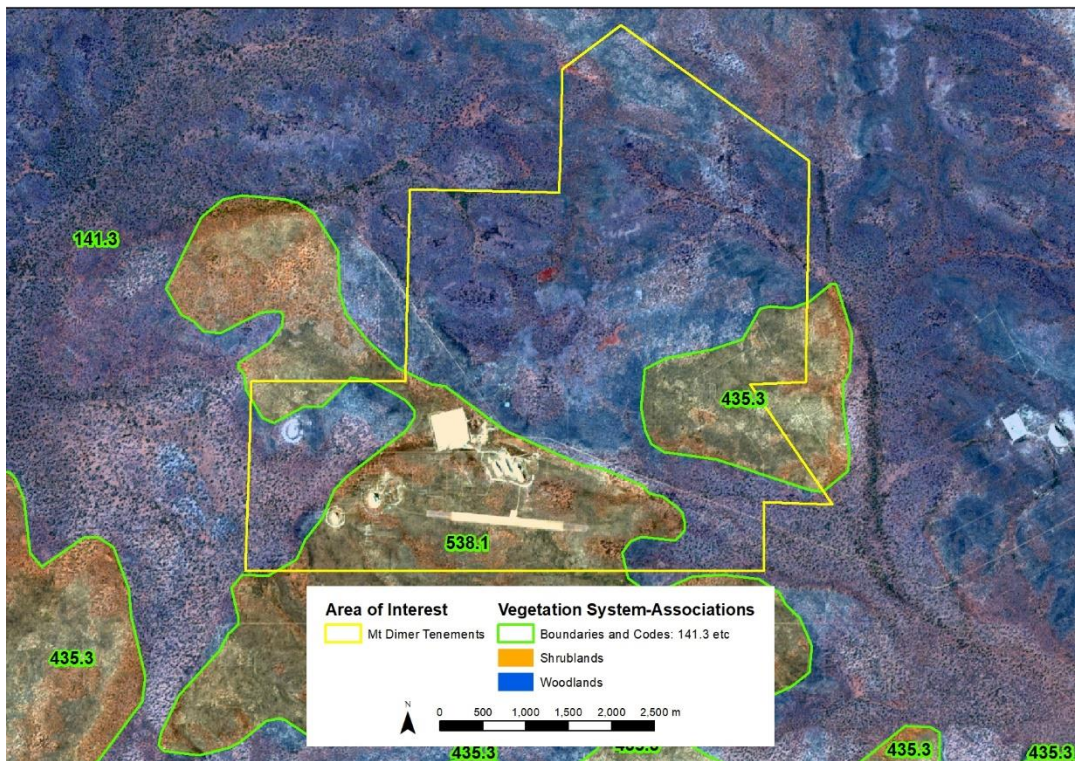 141.3
435.3
538.1
435.3
Area of Interest
Mt Dimer Tenements
Vegetation System-Associations
Boundaries and Codes: 141.3 etc
Shrublands
Woodlands
N
0 500 1,000 1,500 2,000 2,500 m
435.3
435.3
435.3